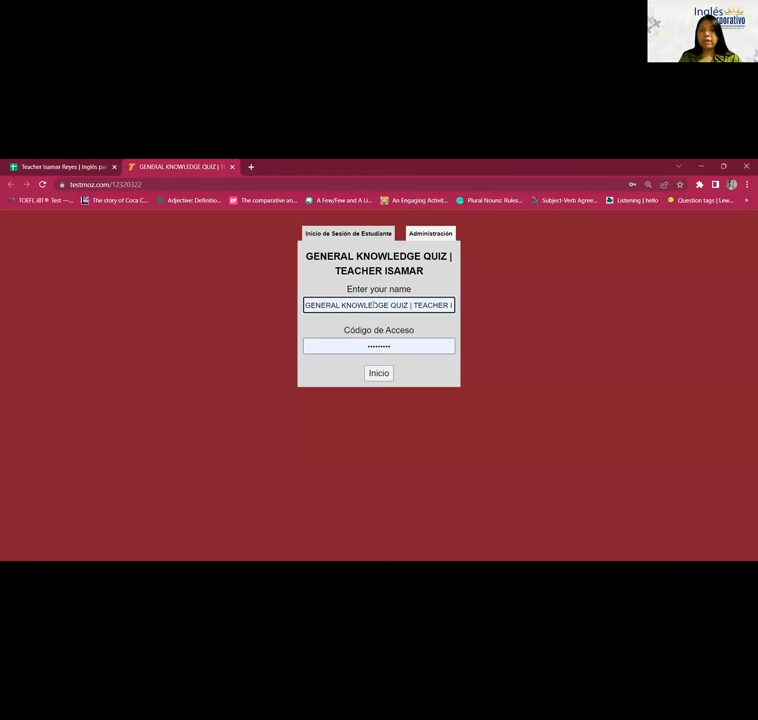 Inglés
rporativo
Teacher Isamar Reyes | Inglés par
GENERAL KNOWLEDGE QUIZ | T
testmoz.com/12320322
TOEFL iBT® Test —...
The story of Coca C...
Adjective: Definitio...
The comparative an...
A Few/Few and A Li...
An Engaging Activit...
Plural Nouns: Rules...
Subject-Verb Agree...
Listening | hello
Question tags | Lew...
»
Inicio de Sesión de Estudiante
Administración
GENERAL KNOWLEDGE QUIZ |
TEACHER ISAMAR
Enter your name
GENERAL KNOWLEDGE QUIZ | TEACHER I
Código de Acceso
•••••••••
Inicio